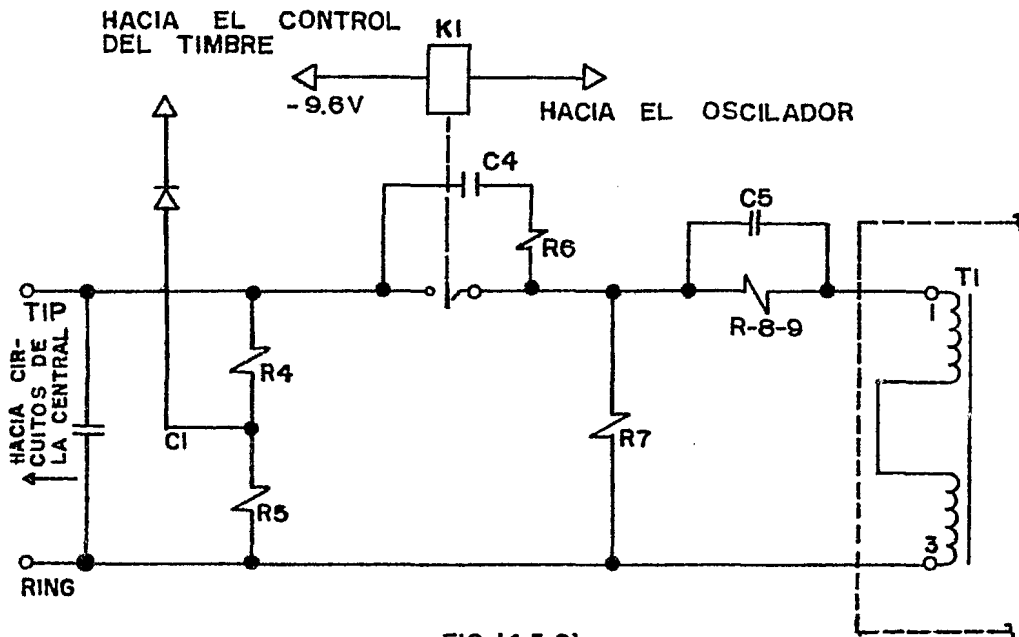 HACIA EL CONTROL
DEL TIMBRE
K1
-9.6V
HACIA EL OSCILADOR
C4
R6
C5
TIP
R-8-9
1
T1
HACIA CIR-
CUITOS DE
LA CENTRAL
R4
C1
R7
R5
3
RING